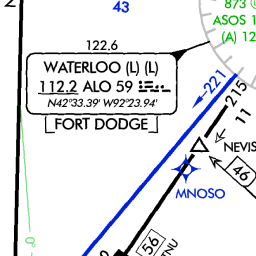 43
873
ASOS 1
(A) 12
122.6
WATERLOO (L) (L)
112.2 ALO 59
N42°33.39' W92°23.94'
FORT DODGE
221
215
11
NEVIS
46
MNOSO
56